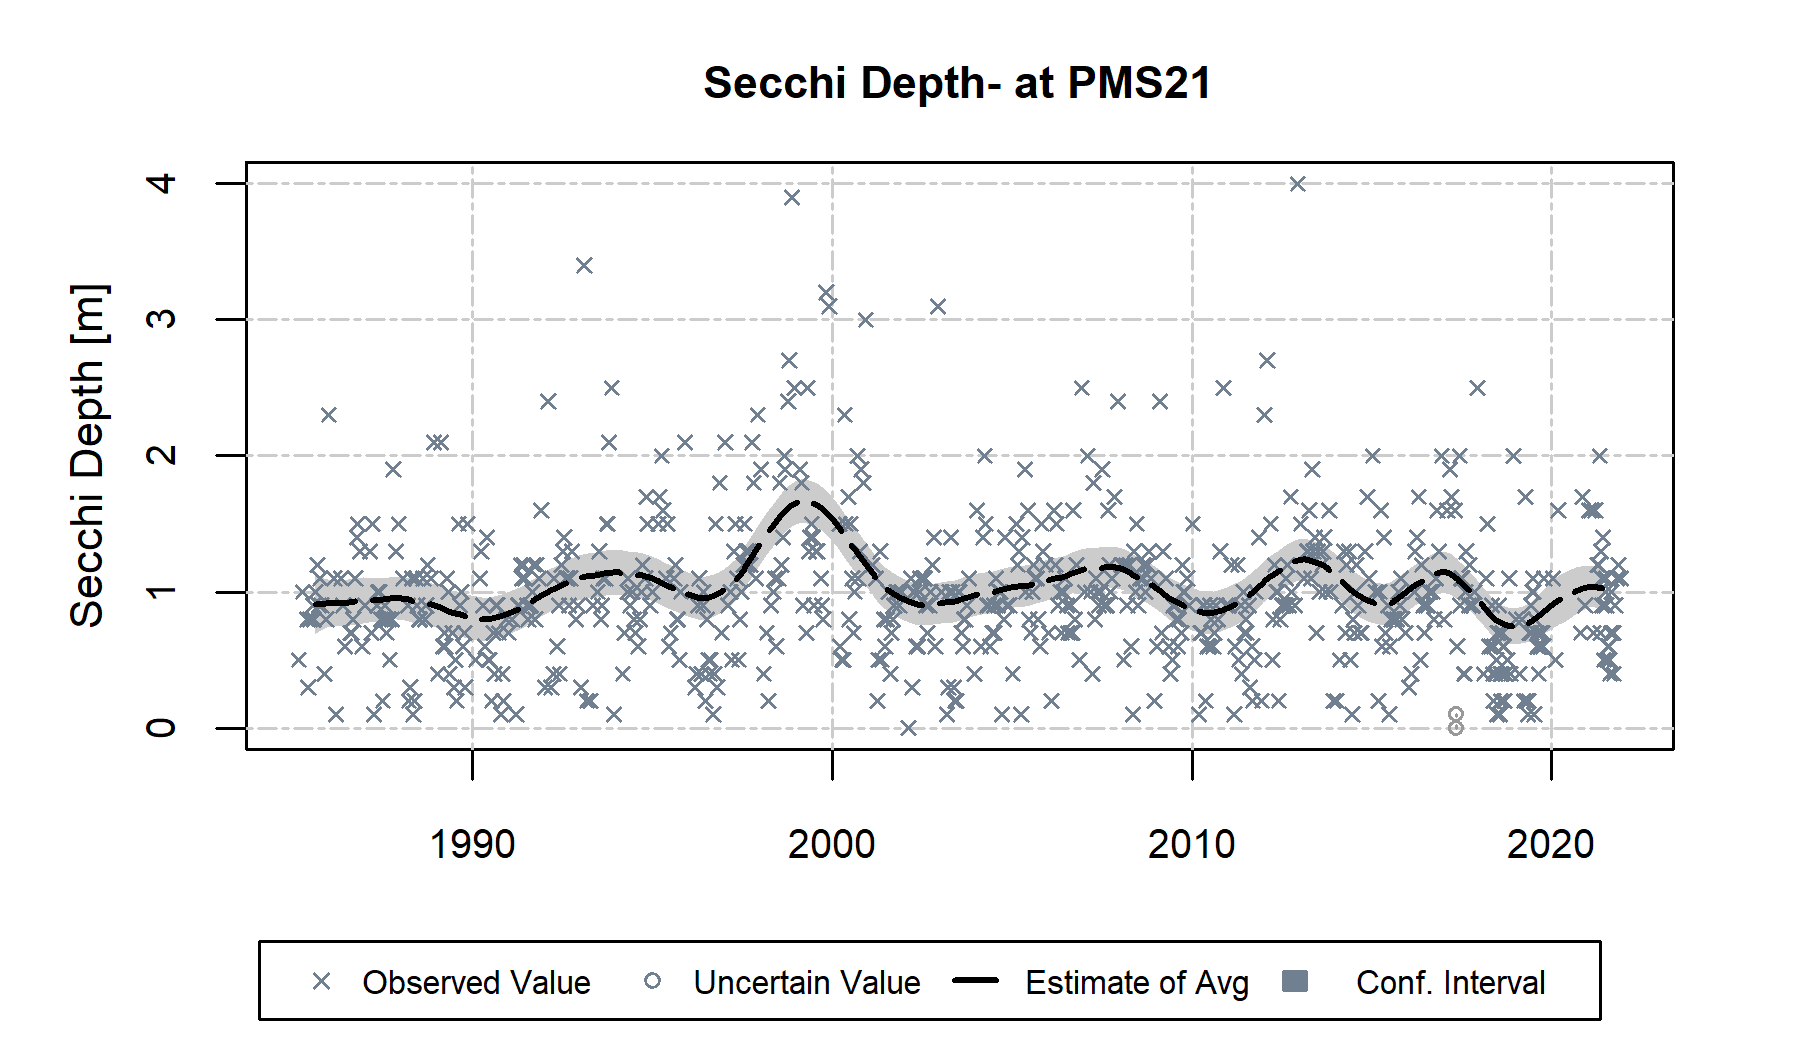 Secchi Depth- at PMS21
Secchi Depth [m]
4
3
2
1
0
1990 2000 2010 2020
Observed Value Uncertain Value Estimate of Avg Conf. Interval